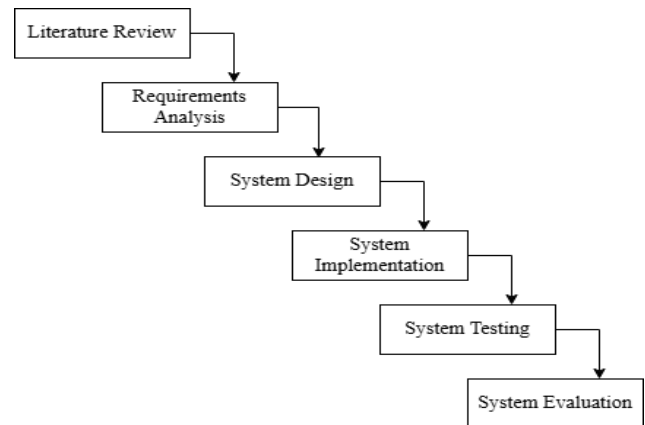 Literature Review
Requirements
Analysis
System Design
System
Implementation
System Testing
System Evaluation